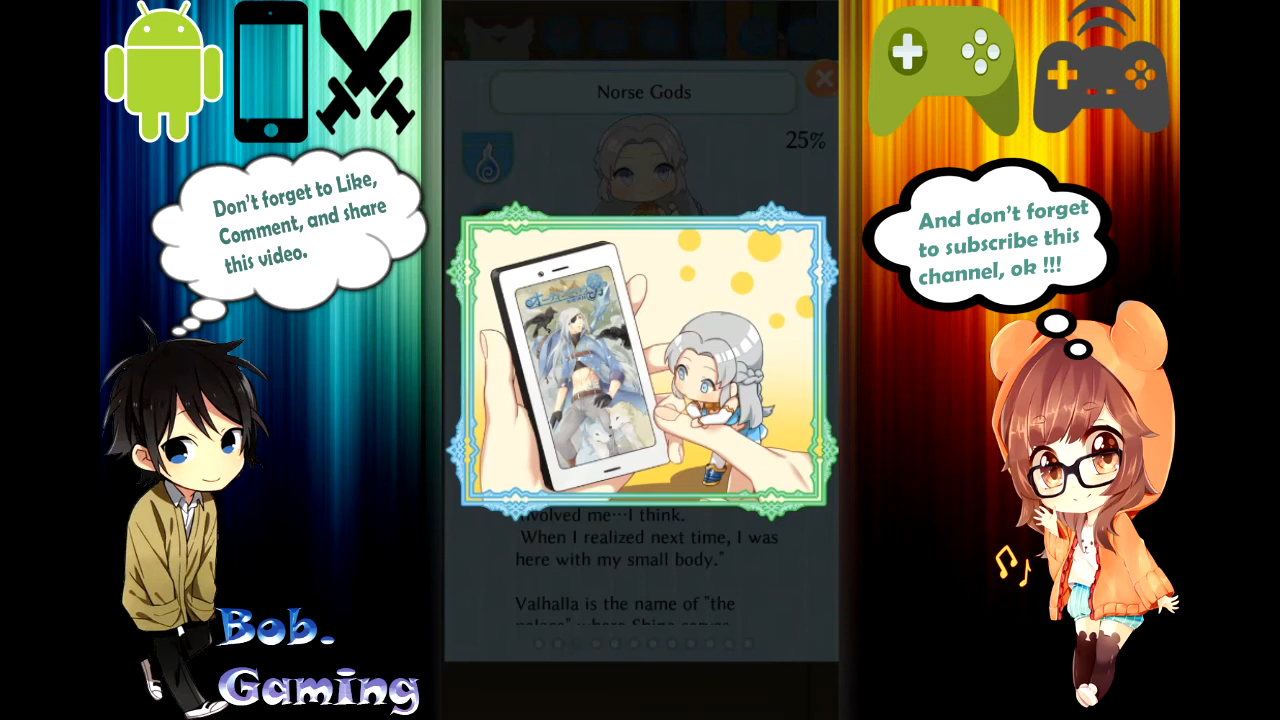 Norse Gods
25%
Don't forget to Like,
Comment, and share
this video.
And don't forget
to subscribe this
channel, ok !!!
involved me…I think.
When I realized next time, I was
here with my small body."
Valhalla is the name of "the
Bob.
Gaming